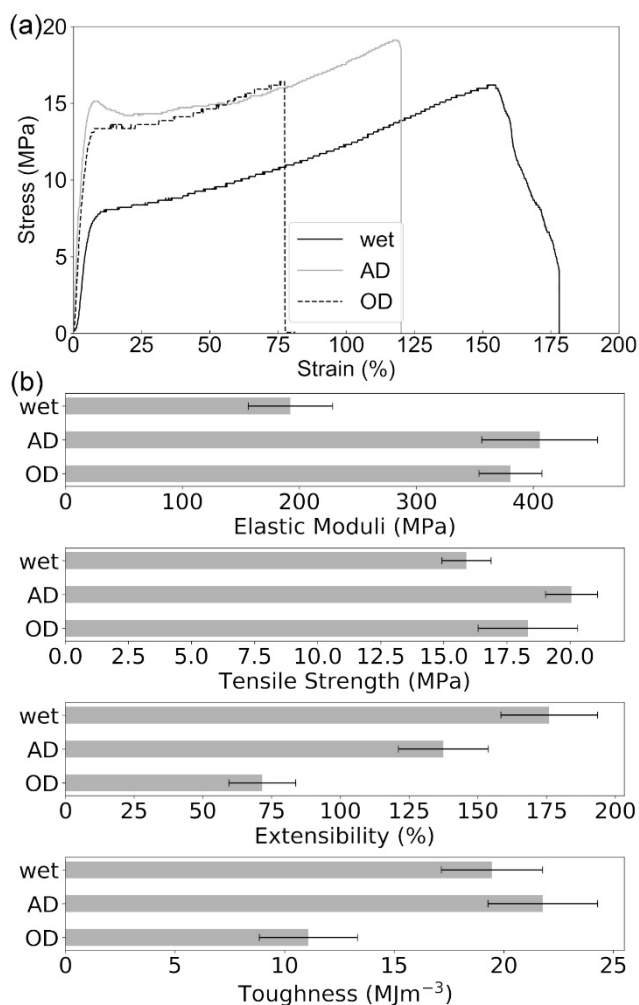 (a)
20
15
10
5
0
Stress (MPa)
wet
AD
OD
0 25 50 75 100 125 150 175 200
Strain (%)
(b)
wet
AD
OD
0 100 200 300 400
Elastic Moduli (MPa)
wet
AD
OD
0.0 2.5 5.0 7.5 10.0 12.5 15.0 17.5 20.0
Tensile Strength (MPa)
wet
AD
OD
0 25 50 75 100 125 150 175 200
Extensibility (%)
wet
AD
OD
0 5 10 15 20 25
Toughness (MJm⁻³)